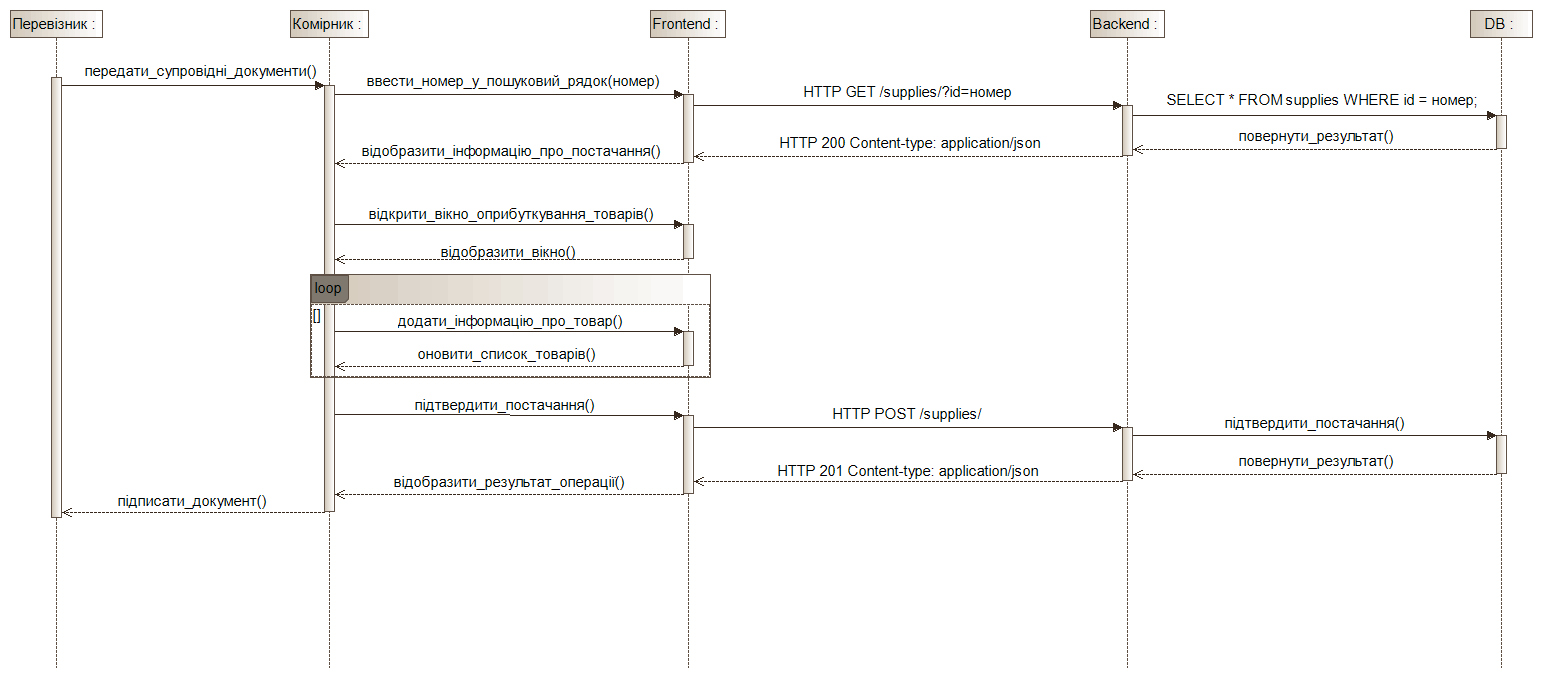 Перевізник :
Комірник :
Frontend :
Backend :
DB :
передати_супровідні_документи()
ввести_номер_у_пошуковий_рядок(номер)
HTTP GET /supplies/?id=номер
SELECT * FROM supplies WHERE id = номер;
повернути_результат()
HTTP 200 Content-type: application/json
відобразити_інформацію_про_постачання()
відкрити_вікно_оприбуткування_товарів()
відобразити_вікно()
loop
[]
додати_інформацію_про_товар()
оновити_список_товарів()
підтвердити_постачання()
HTTP POST /supplies/
підтвердити_постачання()
повернути_результат()
HTTP 201 Content-type: application/json
відобразити_результат_операції()
підписати_документ()